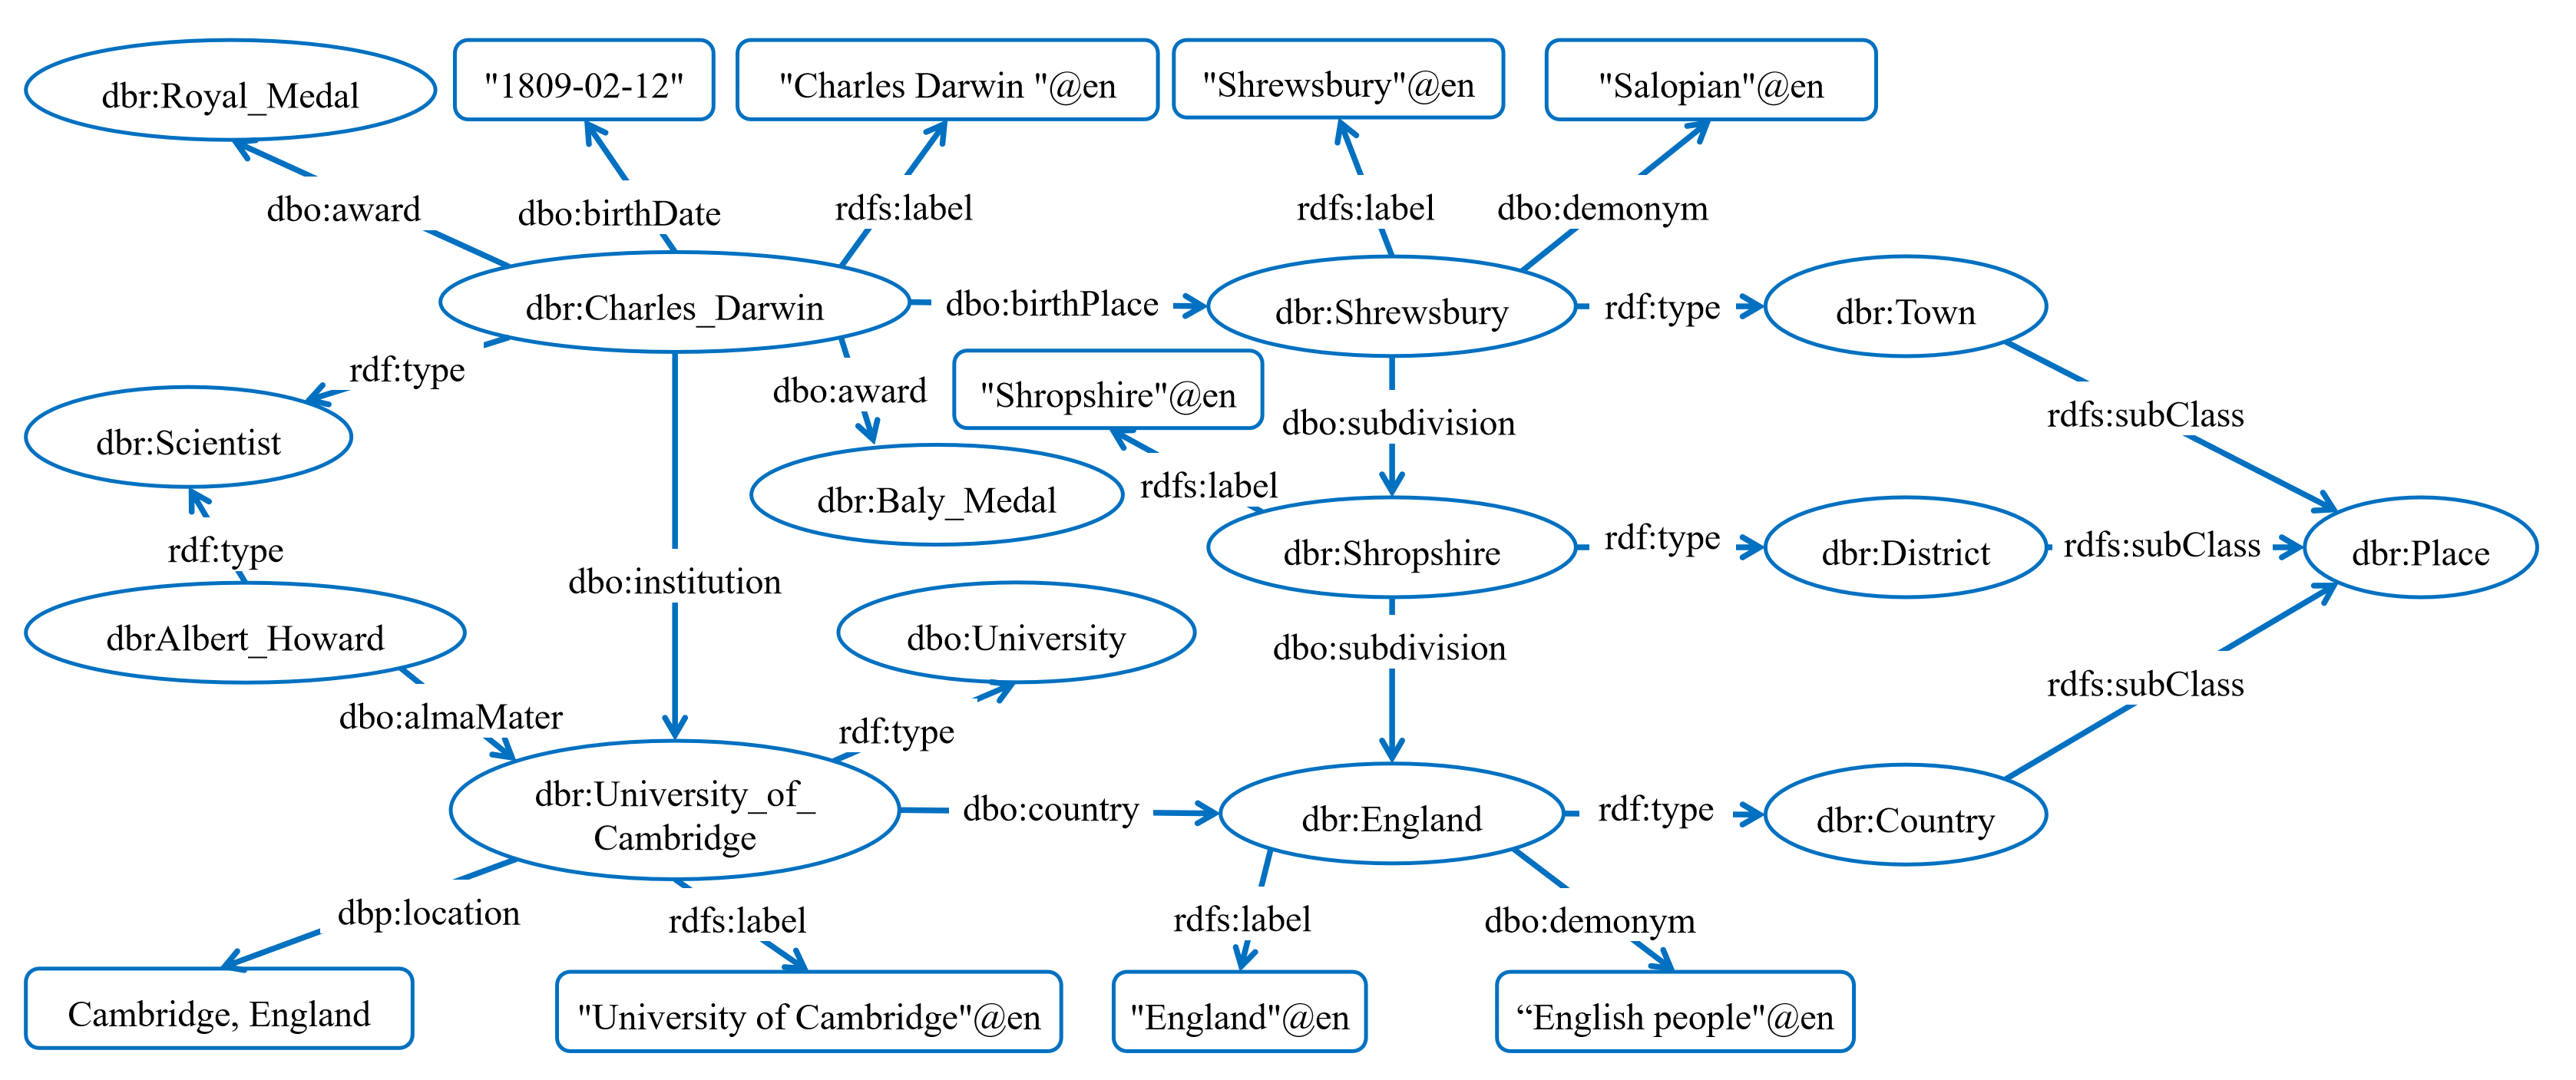 dbr:Royal_Medal
"1809-02-12"
"Charles Darwin "@en
"Shrewsbury"@en
"Salopian"@en
dbo:award
dbo:birthDate
rdfs:label
rdfs:label
dbo:demonym
dbr:Charles_Darwin
dbo:birthPlace
dbr:Shrewsbury
rdf:type
dbr:Town
rdf:type
dbo:award
"Shropshire"@en
dbo:subdivision
rdfs:subClass
dbr:Scientist
dbr:Baly_Medal
rdfs:label
rdf:type
dbo:institution
dbr:Shropshire
rdf:type
dbr:District
rdfs:subClass
dbr:Place
dbrAlbert_Howard
dbo:University
dbo:subdivision
rdfs:subClass
dbo:almaMater
rdf:type
dbr:University_of_
Cambridge
dbo:country
dbr:England
rdf:type
dbr:Country
dbp:location
rdfs:label
rdfs:label
dbo:demonym
Cambridge, England
"University of Cambridge"@en
"England"@en
“English people"@en